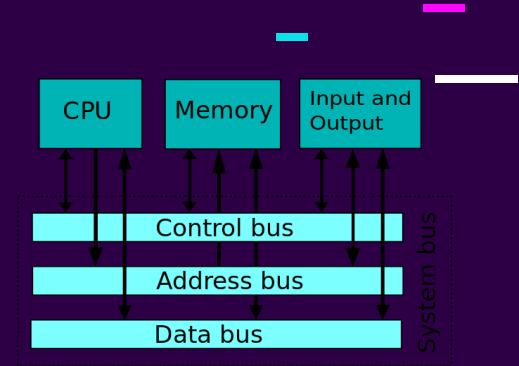 CPU
Memory
Input and
Output
Control bus
Address bus
Data bus
System bus